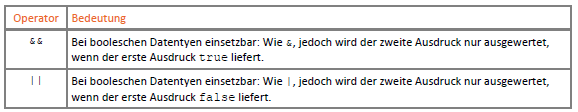 Operator Bedeutung
&& Bei booleschen Datentyen einsetzbar: Wie &, jedoch wird der zweite Ausdruck nur ausgewertet,
wenn der erste Ausdruck true liefert.
|| Bei booleschen Datentyen einsetzbar: Wie |, jedoch wird der zweite Ausdruck nur ausgewertet,
wenn der erste Ausdruck false liefert.